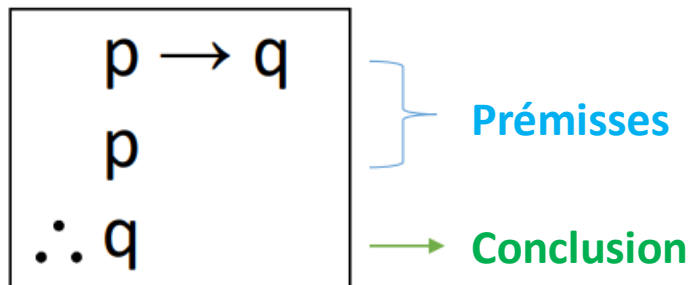 p → q
p
Prémisses
∴ q
Conclusion